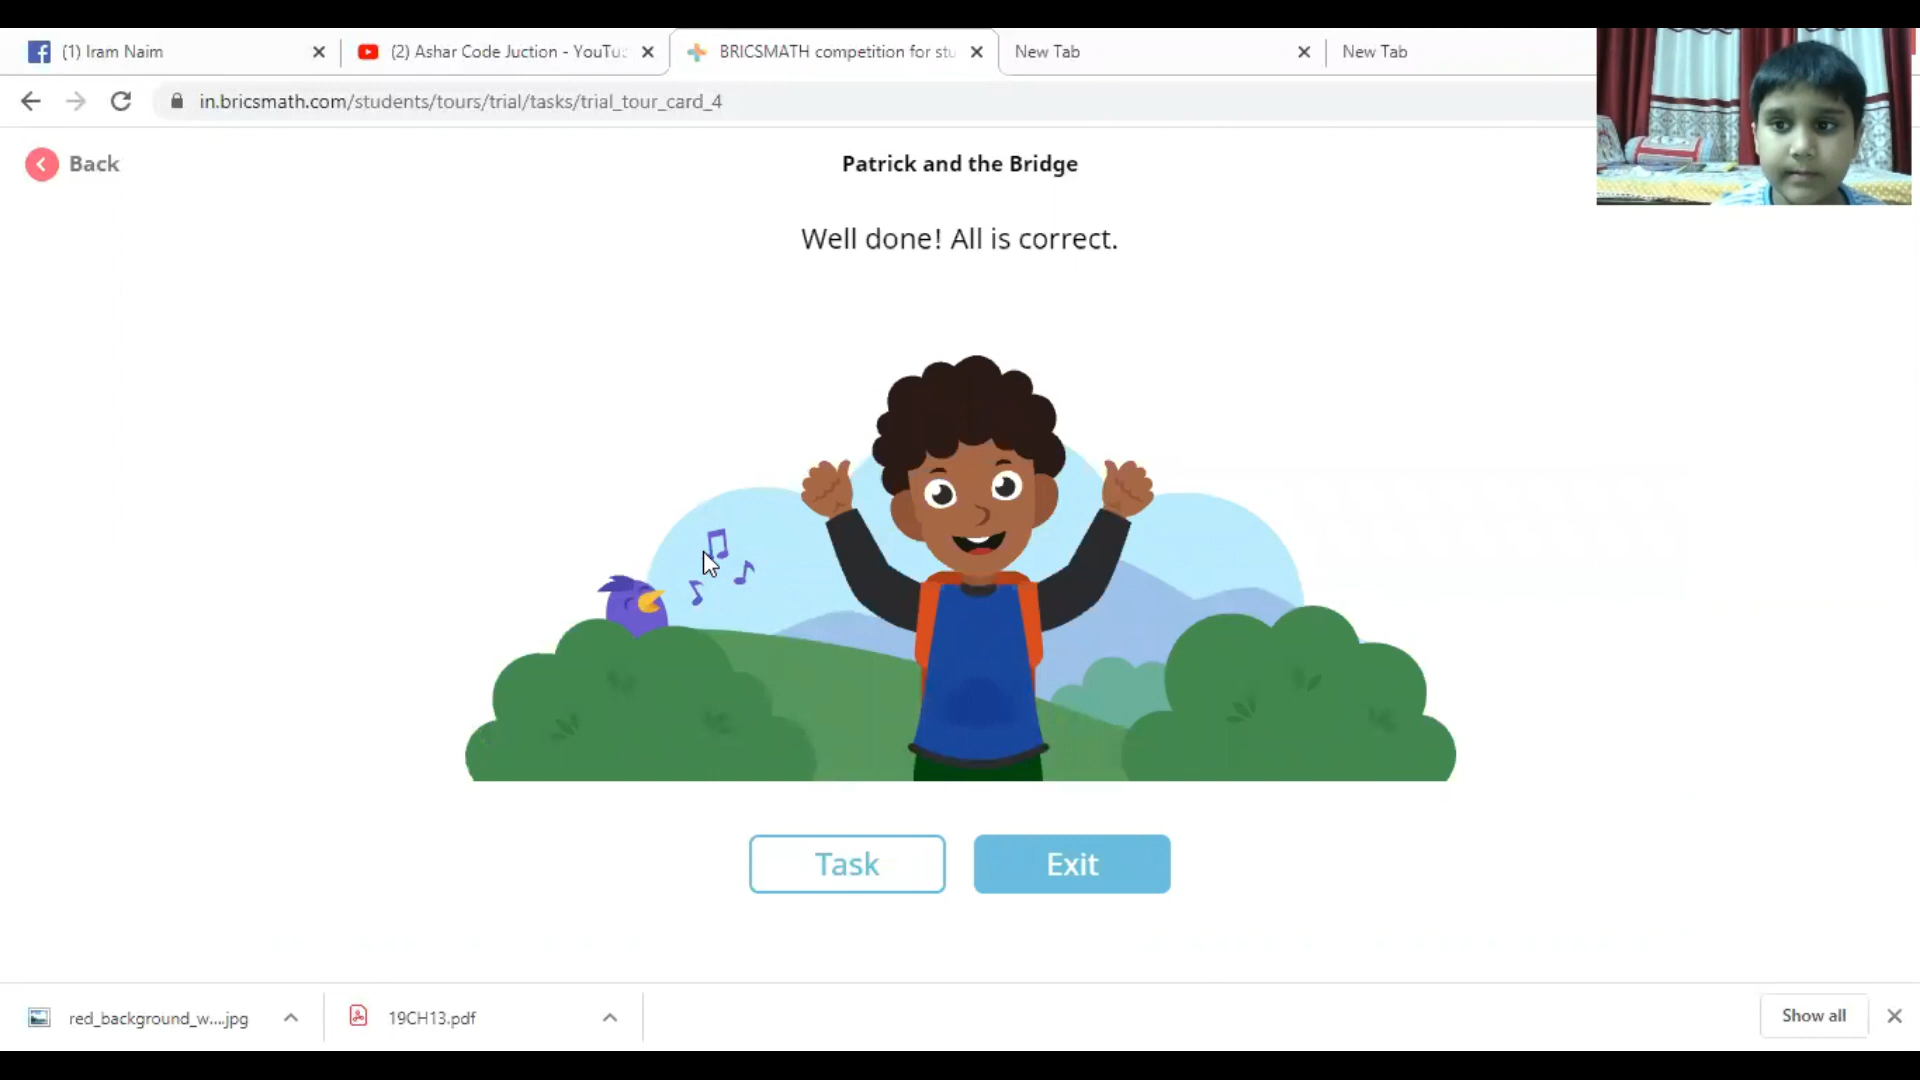 (1) Iram Naim
(2) Ashar Code Juction - YouTu
BRICSMATH competition for stu
New Tab
New Tab
in.bricsmath.com/students/tours/trial/tasks/trial_tour_card_4
Back
Patrick and the Bridge
Well done! All is correct.
Task
Exit
red_background_w....jpg
19CH13.pdf
Show all